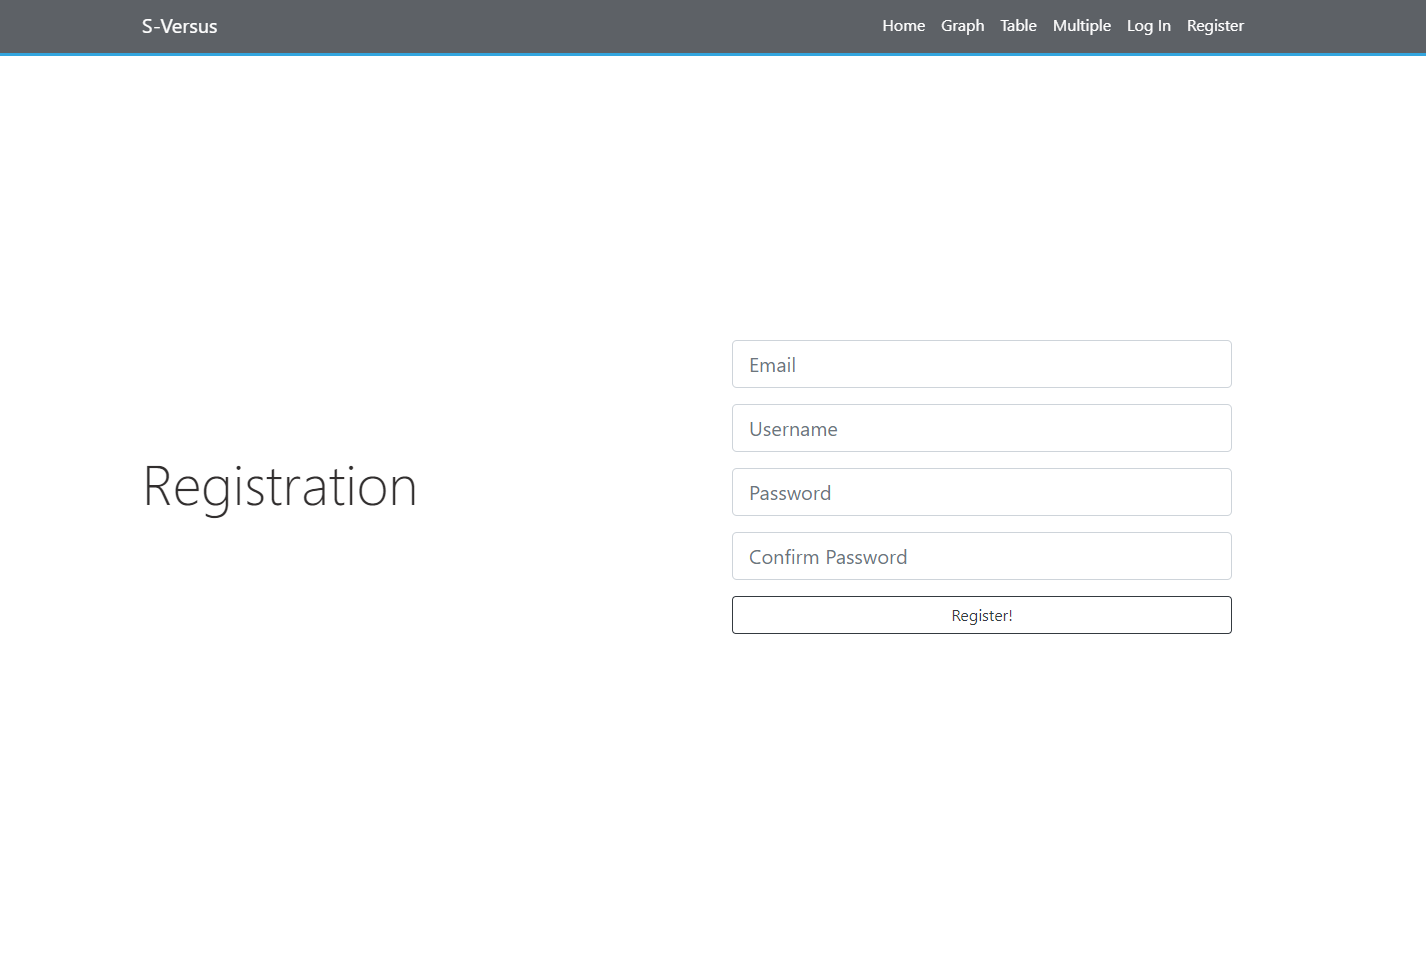 S-Versus
Home Graph Table Multiple Log In Register
Registration
Email
Username
Password
Confirm Password
Register!